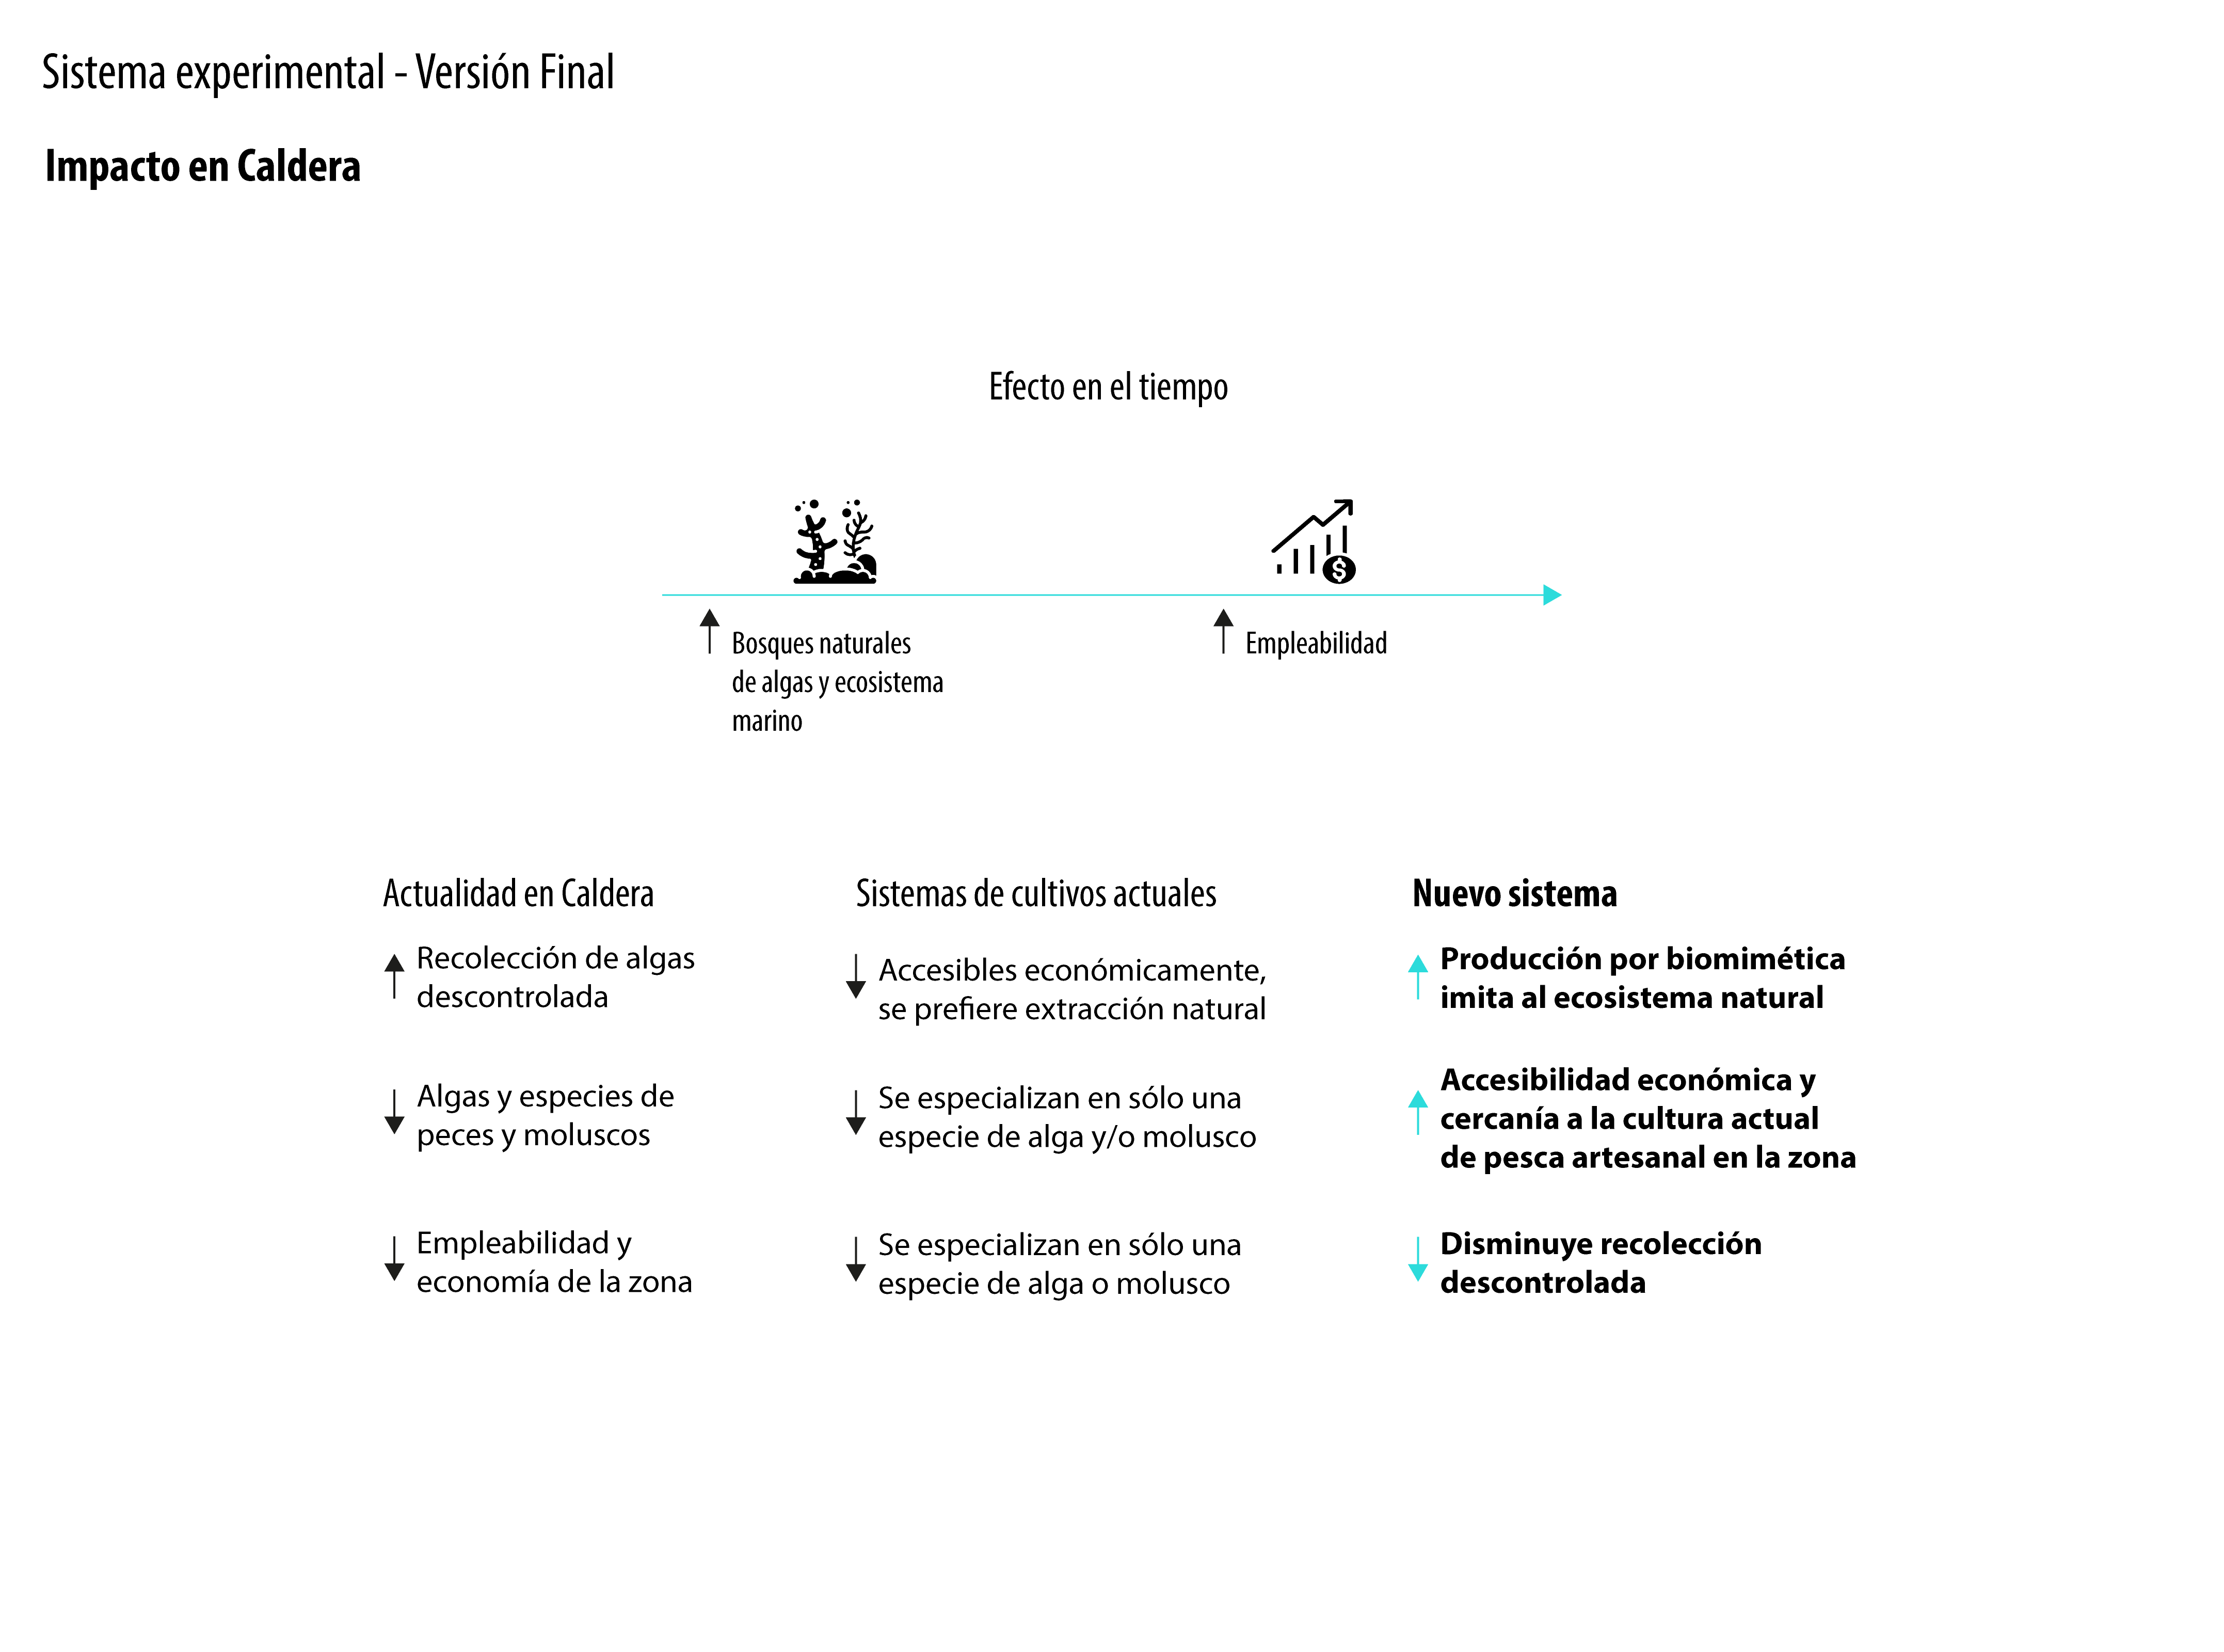 Sistema experimental - Versión Final
Impacto en Caldera
Efecto en el tiempo
$
Bosques naturales
de algas y ecosistema
marino
Empleabilidad
Actualidad en Caldera
Recolección de algas
descontrolada
Algas y especies de
peces y moluscos
Empleabilidad y
economía de la zona
Sistemas de cultivos actuales
Accesibles económicamente,
se prefiere extracción natural
Se especializan en sólo una
especie de alga y/o molusco
Se especializan en sólo una
especie de alga o molusco
Nuevo sistema
Producción por biomimética
imita al ecosistema natural
Accesibilidad económica y
cercanía a la cultura actual
de pesca artesanal en la zona
Disminuye recolección
descontrolada